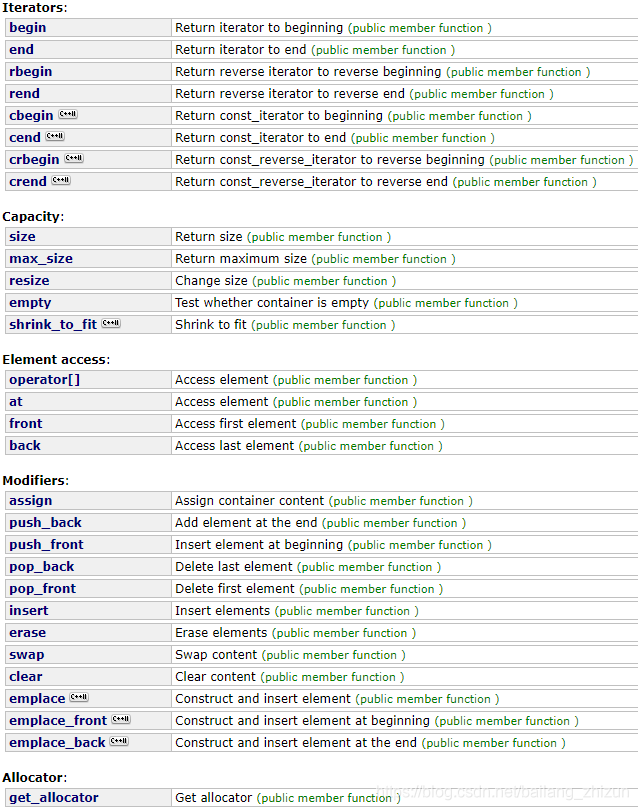 Iterators:
begin Return iterator to beginning (public member function )
end Return iterator to end (public member function )
rbegin Return reverse iterator to reverse beginning (public member function )
rend Return reverse iterator to reverse end (public member function )
cbegin C++11 Return const_iterator to beginning (public member function )
cend C++11 Return const_iterator to end (public member function )
crbegin C++11 Return const_reverse_iterator to reverse beginning (public member function )
crend C++11 Return const_reverse_iterator to reverse end (public member function )
Capacity:
size Return size (public member function )
max_size Return maximum size (public member function )
resize Change size (public member function )
empty Test whether container is empty (public member function )
shrink_to_fit C++11 Shrink to fit (public member function )
Element access:
operator[] Access element (public member function )
at Access element (public member function )
front Access first element (public member function )
back Access last element (public member function )
Modifiers:
assign Assign container content (public member function )
push_back Add element at the end (public member function )
push_front Insert element at beginning (public member function )
pop_back Delete last element (public member function )
pop_front Delete first element (public member function )
insert Insert elements (public member function )
erase Erase elements (public member function )
swap Swap content (public member function )
clear Clear content (public member function )
emplace C++11 Construct and insert element (public member function )
emplace_front C++11 Construct and insert element at beginning (public member function )
emplace_back C++11 Construct and insert element at the end (public member function )
Allocator:
get_allocator Get allocator (public member function )